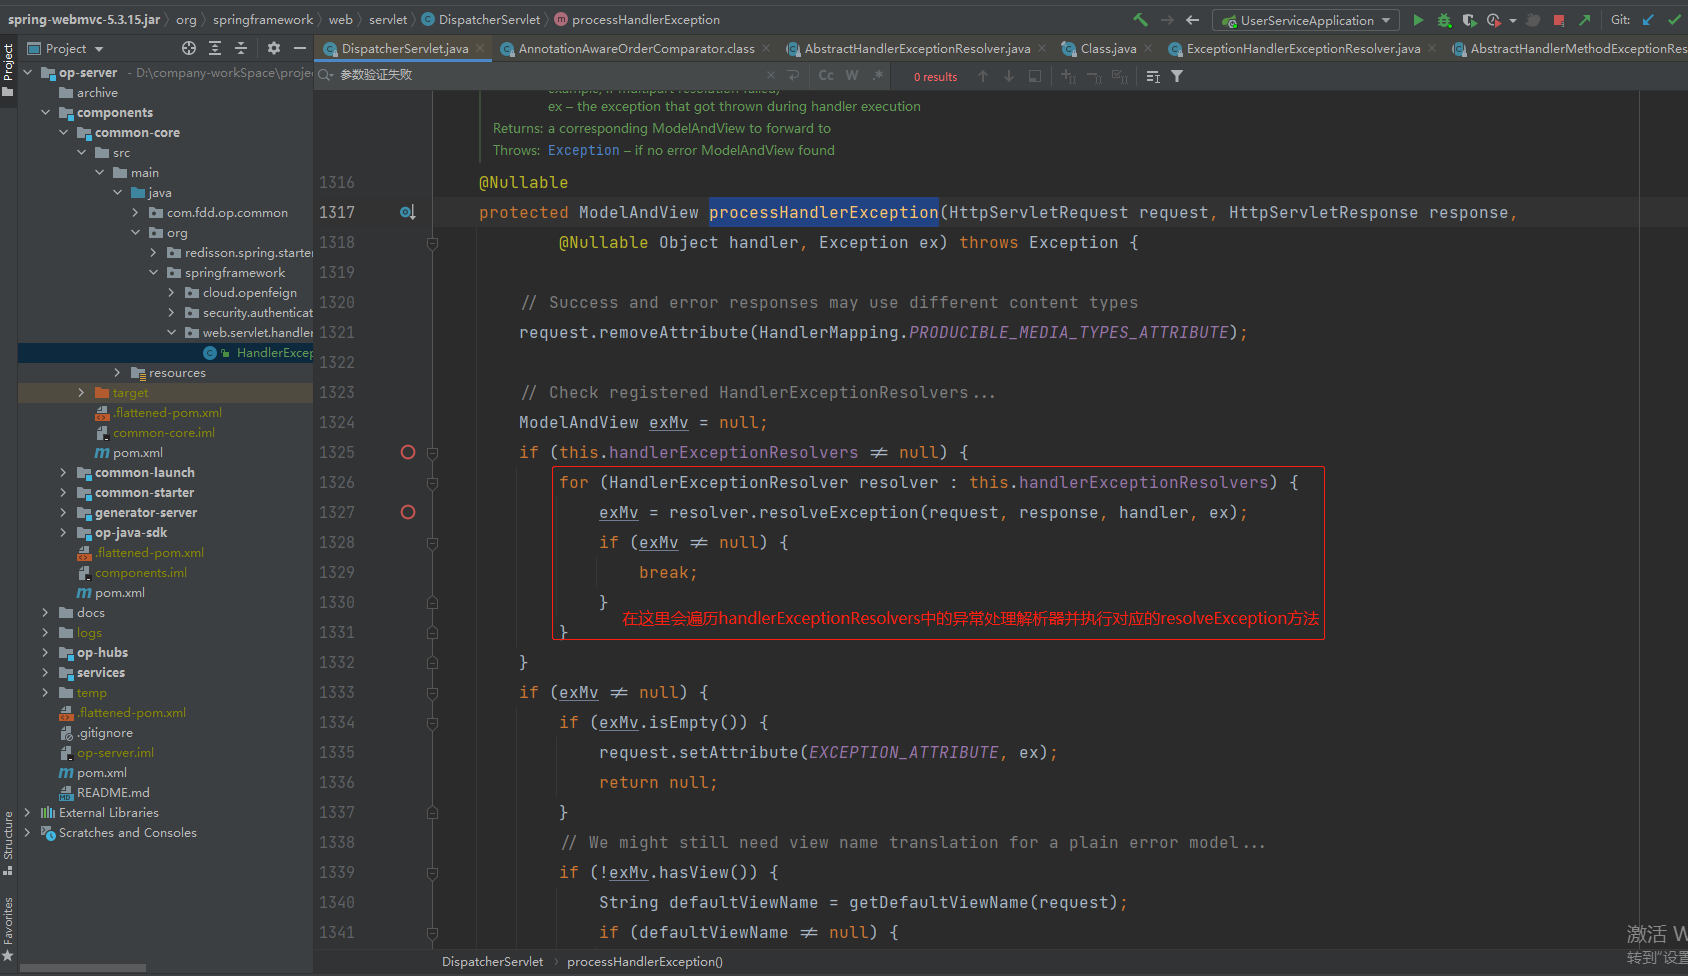 spring-webmvc-5.3.15.jar › org › springframework › web › servlet › DispatcherServlet › processHandlerException
UserServiceApplication
Git:
Project
DispatcherServlet.java
AnnotationAwareOrderComparator.class
AbstractHandlerExceptionResolver.java
Class.java
ExceptionHandlerExceptionResolver.java
AbstractHandlerMethodExceptionRes
参数验证失败
Cc
W
.*
0 results
Project
Structure
Favorites
op-server - D:\company-workSpace\proje
archive
components
common-core
src
main
java
com.fdd.op.common
org
redisson.spring.starter
springframework
cloud.openfeign
security.authenticat
web.servlet.handler
HandlerExcep
resources
target
.flattened-pom.xml
common-core.iml
pom.xml
common-launch
common-starter
generator-server
op-java-sdk
.flattened-pom.xml
components.iml
pom.xml
docs
logs
op-hubs
services
temp
.flattened-pom.xml
.gitignore
op-server.iml
pom.xml
README.md
External Libraries
Scratches and Consoles
example, if multipart resolution failed)
ex – the exception that got thrown during handler execution
Returns: a corresponding ModelAndView to forward to
Throws: Exception – if no error ModelAndView found
1316 @Nullable
1317 protected ModelAndView processHandlerException(HttpServletRequest request, HttpServletResponse response,
1318 @Nullable Object handler, Exception ex) throws Exception {
1319
1320 // Success and error responses may use different content types
1321 request.removeAttribute(HandlerMapping.PRODUCIBLE_MEDIA_TYPES_ATTRIBUTE);
1322
1323 // Check registered HandlerExceptionResolvers...
1324 ModelAndView exMv = null;
1325 if (this.handlerExceptionResolvers != null) {
1326 for (HandlerExceptionResolver resolver : this.handlerExceptionResolvers) {
1327 exMv = resolver.resolveException(request, response, handler, ex);
1328 if (exMv != null) {
1329 break;
1330 }
在这里会遍历handlerExceptionResolvers中的异常处理解析器并执行对应的resolveException方法
1331 }
1332 }
1333 if (exMv != null) {
1334 if (exMv.isEmpty()) {
1335 request.setAttribute(EXCEPTION_ATTRIBUTE, ex);
1336 return null;
1337 }
1338 // We might still need view name translation for a plain error model...
1339 if (!exMv.hasView()) {
1340 String defaultViewName = getDefaultViewName(request);
1341 if (defaultViewName != null) {
激活 W
转到"设置
DispatcherServlet › processHandlerException()